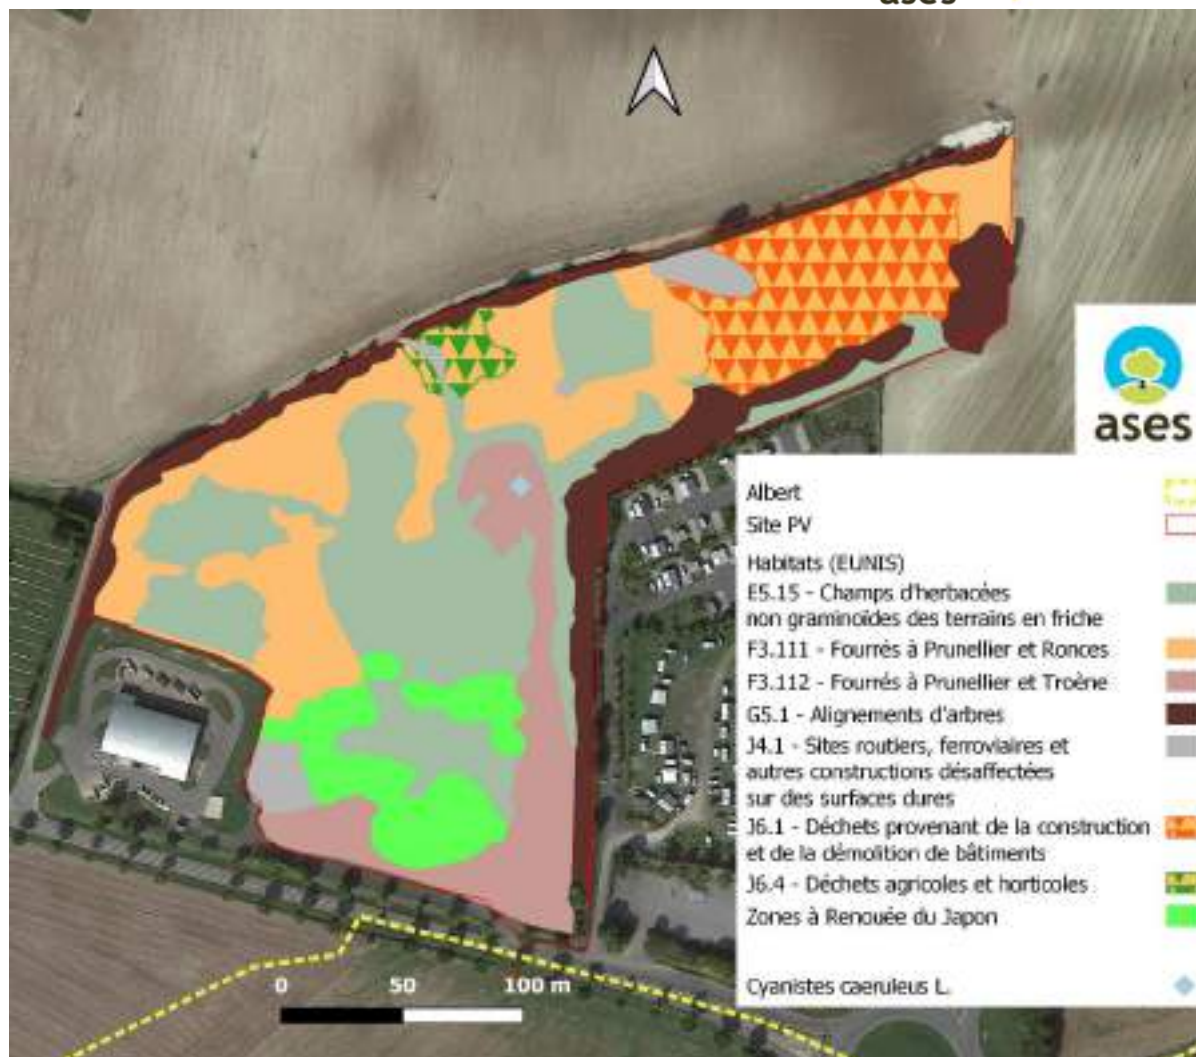 ases
ases
Albert
Site PV
Habitats (EUNIS)
E5.15 - Champs d'herbacées
non graminoïdes des terrains en friche
F3.111 - Fourrés à Prunellier et Ronces
F3.112 - Fourrés à Prunellier et Troène
G5.1 - Alignements d'arbres
J4.1 - Sites routiers, ferroviaires et
autres constructions désaffectées
sur des surfaces dures
J6.1 - Déchets provenant de la construction
et de la démolition de bâtiments
J6.4 - Déchets agricoles et horticoles
Zones à Renouée du Japon
Cyanistes caeruleus L.
0 50 100 m